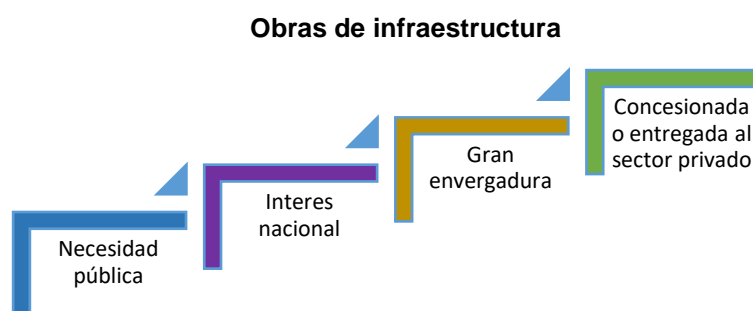 Obras de infraestructura
Necesidad
pública
Interes
nacional
Gran
envergadura
Concesionada
o entregada al
sector privado